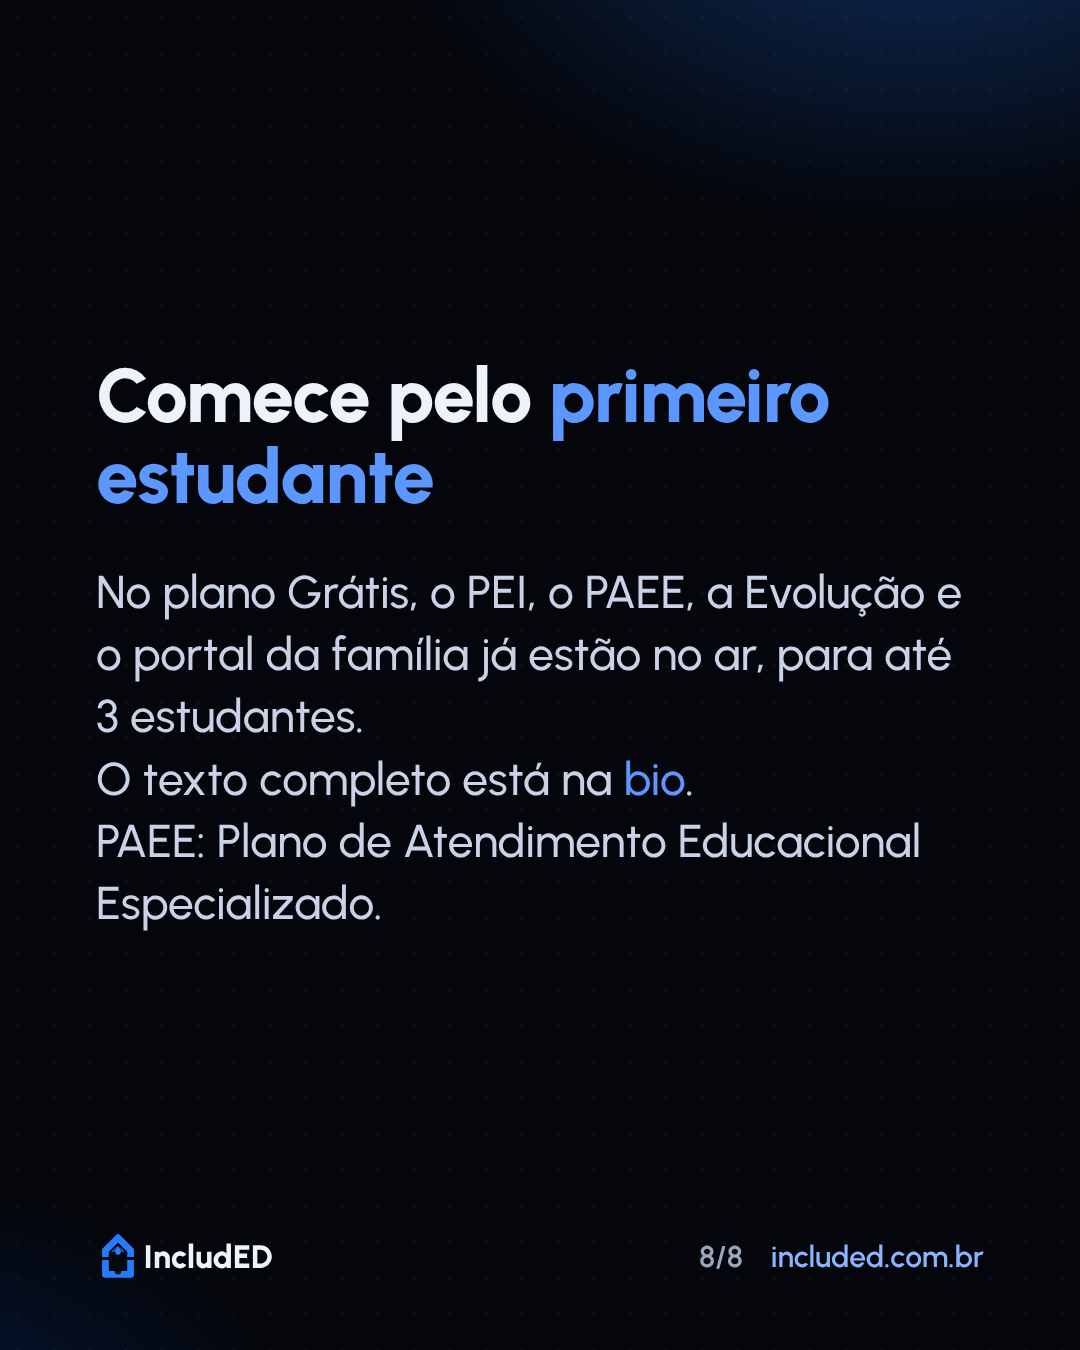 Comece pelo primeiro
estudante
No plano Grátis, o PEI, o PAEE, a Evolução e
o portal da família já estão no ar, para até
3 estudantes.
O texto completo está na bio.
PAEE: Plano de Atendimento Educacional
Especializado.
IncludED
8/8 included.com.br